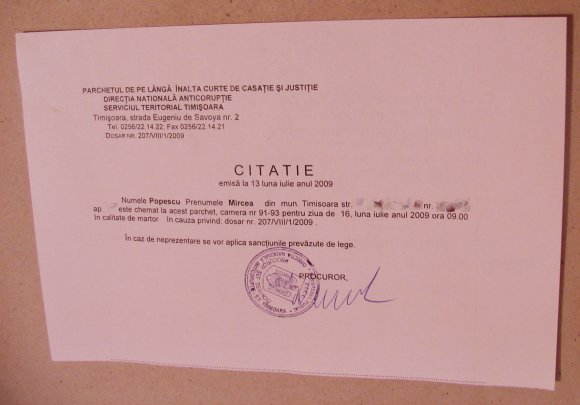 PARCHETUL DE PE LÂNGĂ ÎNALTA CURTE DE CASAȚIE ȘI JUSTIȚIE
DIRECȚIA NAȚIONALĂ ANTICORUPȚIE
SERVICIUL TERITORIAL TIMIȘOARA
Timișoara, strada Eugeniu de Savoya nr. 2
Tel. 0256/22.14.22, Fax 0256/22.14.21
DOSAR NR. 207/VIII/1/2009
CITATIE
emisă la 13 luna iulie anul 2009
Numele Popescu Prenumele Mircea din mun. Timisoara str. nr.
ap. este chemat la acest parchet, camera nr 91-93 pentru ziua de 16, luna iulie anul 2009 ora 09.00
în calitate de martor în cauza privind: dosar nr. 207/VIII/1/2009 .
În caz de neprezentare se vor aplica sancțiunile prevăzute de lege.
PROCUROR,